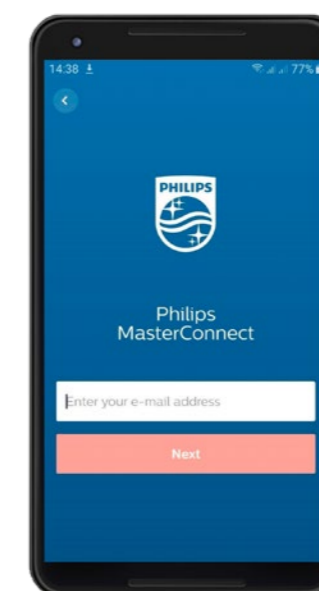 14:38
77%
PHILIPS
Philips
MasterConnect
Enter your e-mail address
Next